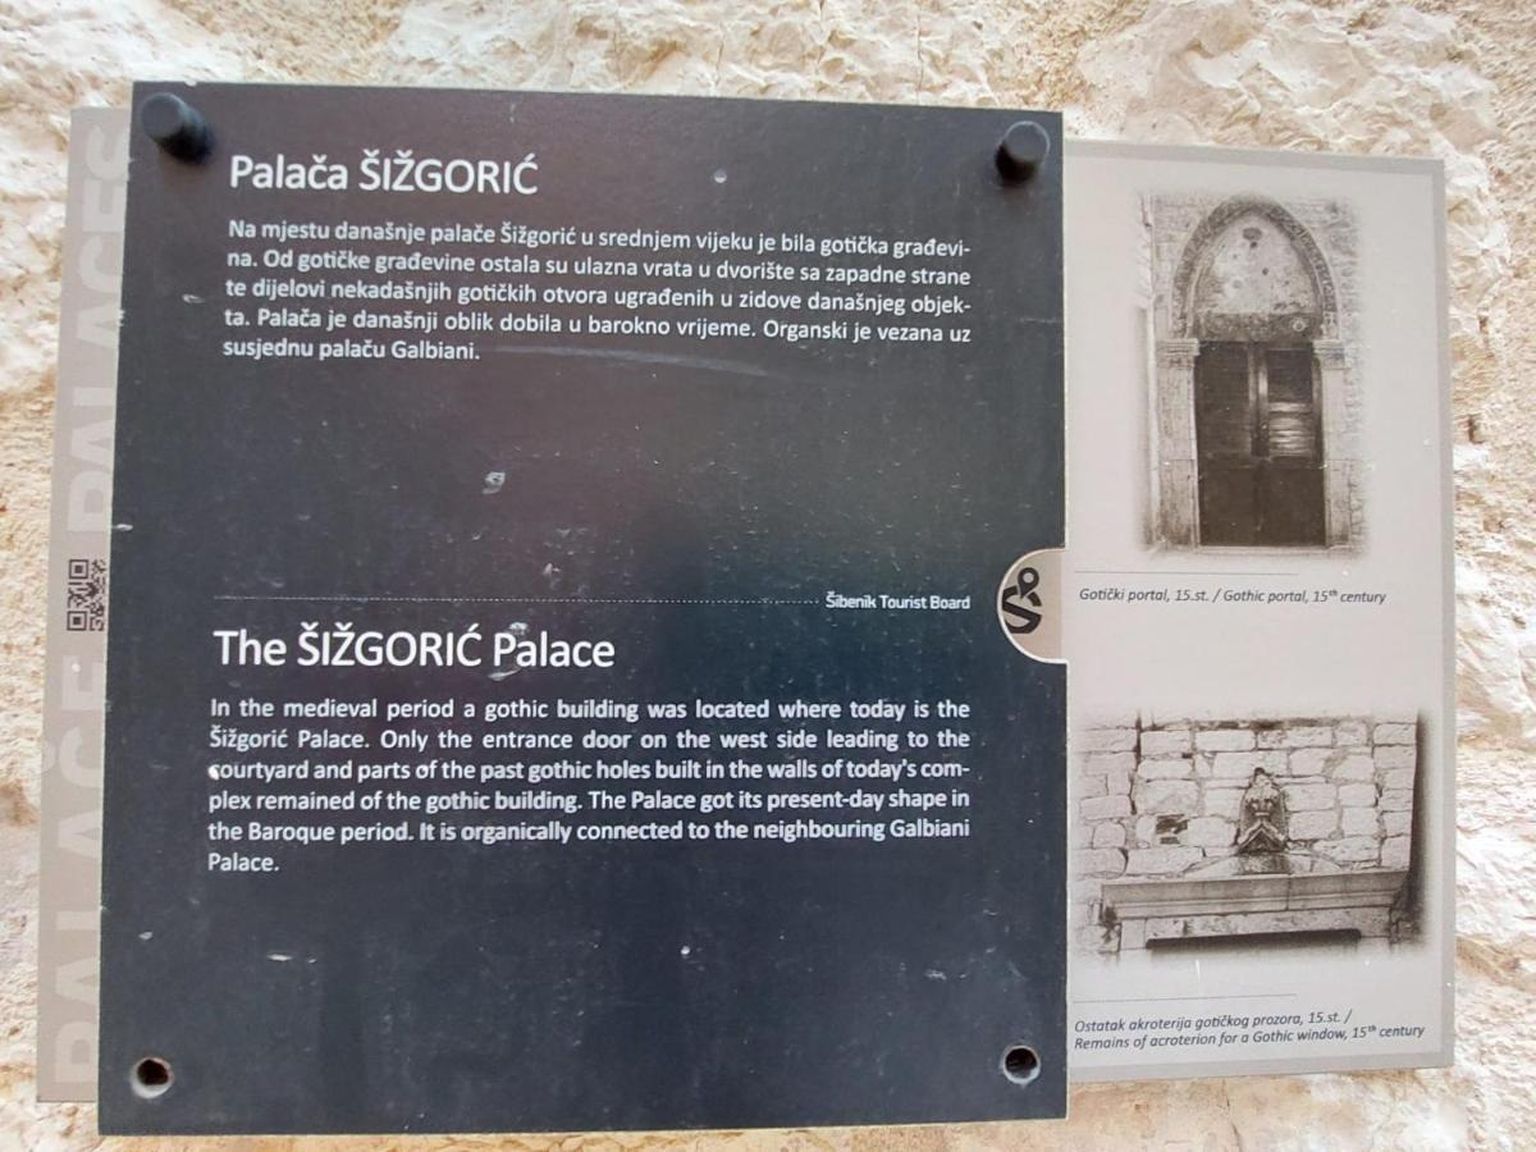 PALAČE PALACES
Palača ŠIŽGORIĆ
Na mjestu današnje palače Šižgorić u srednjem vijeku je bila gotička građevi-
na. Od gotičke građevine ostala su ulazna vrata u dvorište sa zapadne strane
te dijelovi nekadašnjih gotičkih otvora ugrađenih u zidove današnjeg objek-
ta. Palača je današnji oblik dobila u barokno vrijeme. Organski je vezana uz
susjednu palaču Galbiani.
Šibenik Tourist Board
The ŠIŽGORIĆ Palace
In the medieval period a gothic building was located where today is the
Šižgorić Palace. Only the entrance door on the west side leading to the
courtyard and parts of the past gothic holes built in the walls of today's com-
plex remained of the gothic building. The Palace got its present-day shape in
the Baroque period. It is organically connected to the neighbouring Galbiani
Palace.
Gotički portal, 15.st. / Gothic portal, 15th century
Ostatak akroterija gotičkog prozora, 15.st. /
Remains of acroterion for a Gothic window, 15th century